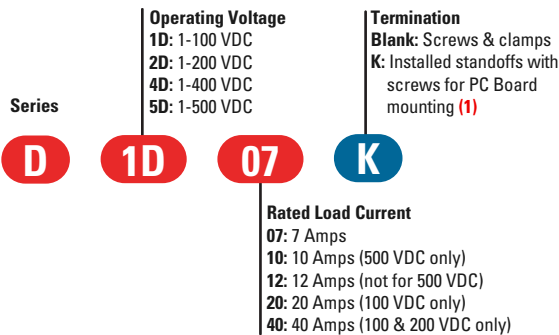 Operating Voltage
1D: 1-100 VDC
2D: 1-200 VDC
4D: 1-400 VDC
5D: 1-500 VDC
Termination
Blank: Screws & clamps
K: Installed standoffs with
screws for PC Board
mounting (1)
Series
D 1D 07 K
Rated Load Current
07: 7 Amps
10: 10 Amps (500 VDC only)
12: 12 Amps (not for 500 VDC)
20: 20 Amps (100 VDC only)
40: 40 Amps (100 & 200 VDC only)